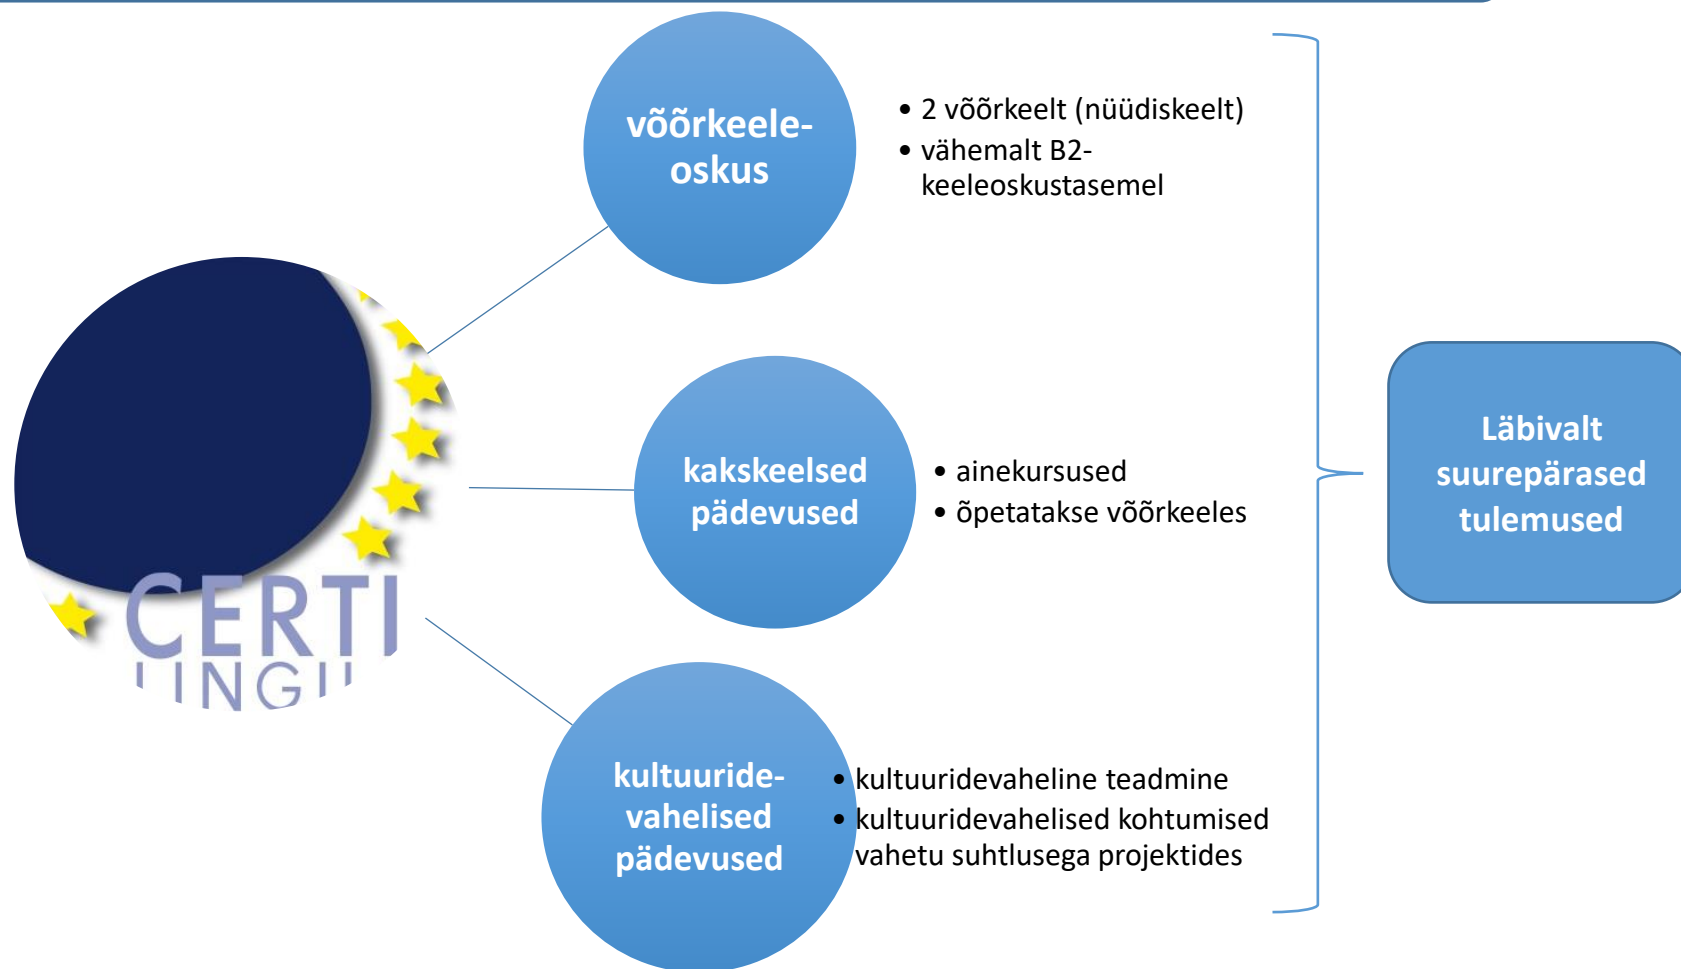 võõrkeele-
oskus
• 2 võõrkeelt (nüüdiskeelt)
• vähemalt B2-
keeleoskustasemel
CERTI
LINGU
kakskeelsed
pädevused
• ainekursused
• õpetatakse võõrkeeles
Läbivalt
suurepärased
tulemused
kultuuride-
vahelised
pädevused
• kultuuridevaheline teadmine
• kultuuridevahelised kohtumised
vahetu suhtlusega projektides